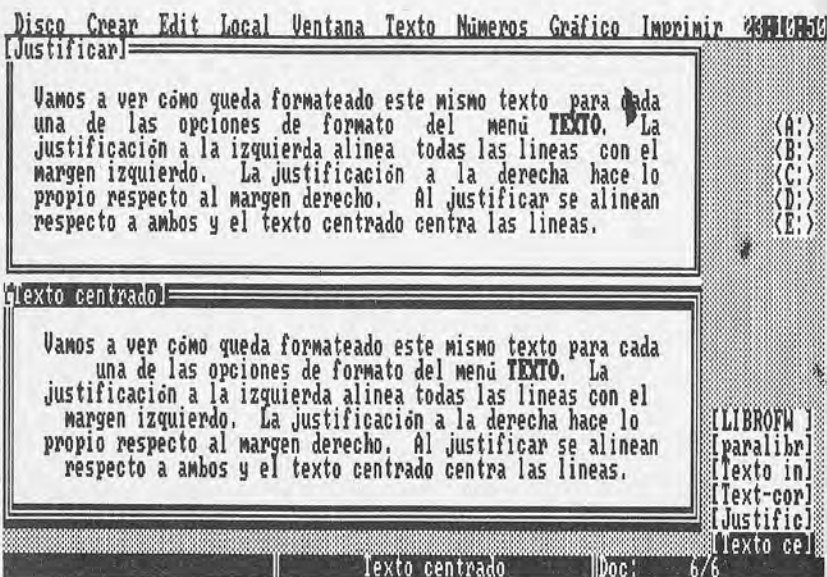 Disco Crear Edit Local Ventana Texto Números Gráfico Imprimir 23:10:50
[Justificar]
Vamos a ver cómo queda formateado este mismo texto para cada
una de las opciones de formato del menú TEXTO. La
justificación a la izquierda alinea todas las lineas con el
margen izquierdo. La justificación a la derecha hace lo
propio respecto al margen derecho. Al justificar se alinean
respecto a ambos y el texto centrado centra las lineas.
<A:>
<B:>
<C:>
<D:>
<E:>
[Texto centrado]
Vamos a ver cómo queda formateado este mismo texto para cada
una de las opciones de formato del menú TEXTO. La
justificación a la izquierda alinea todas las lineas con el
margen izquierdo. La justificación a la derecha hace lo
propio respecto al margen derecho. Al justificar se alinean
respecto a ambos y el texto centrado centra las lineas.
[LIBROFW ]
[paralibr]
[Texto in]
[Text-cor]
[Justific]
[Texto ce]
Texto centrado Doc: 6/6